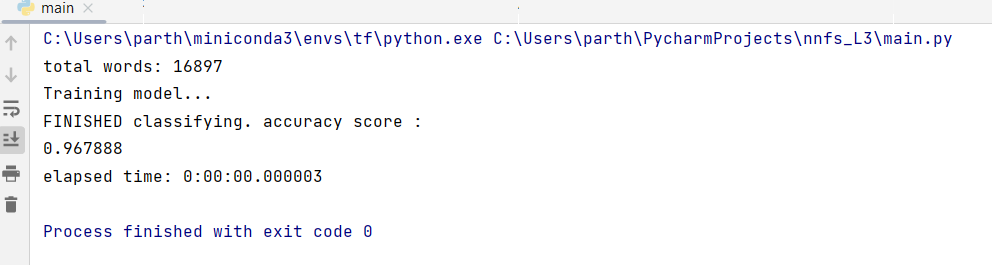 main
C:\Users\parth\miniconda3\envs\tf\python.exe C:\Users\parth\PycharmProjects\nnfs_L3\main.py
total words: 16897
Training model...
FINISHED classifying. accuracy score :
0.967888
elapsed time: 0:00:00.000003
Process finished with exit code 0